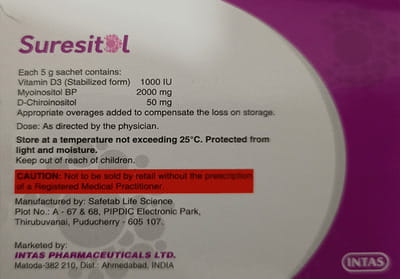 Suresitol
Each 5 g sachet contains:
Vitamin D3 (Stabilized form) 1000 IU
Myoinositol BP 2000 mg
D-Chiroinositol 50 mg
Appropriate overages added to compensate the loss on storage.
Dose: As directed by the physician.
Store at a temperature not exceeding 25°C. Protected from
light and moisture.
Keep out of reach of children.
CAUTION: Not to be sold by retail without the prescription
of a Registered Medical Practitioner.
Manufactured by: Safetab Life Science
Plot No.: A - 67 & 68, PIPDIC Electronic Park,
Thirubuvanai, Puducherry - 605 107.
Marketed by:
INTAS PHARMACEUTICALS LTD.
Matoda-382 210, Dist.: Ahmedabad, INDIA
INTAS